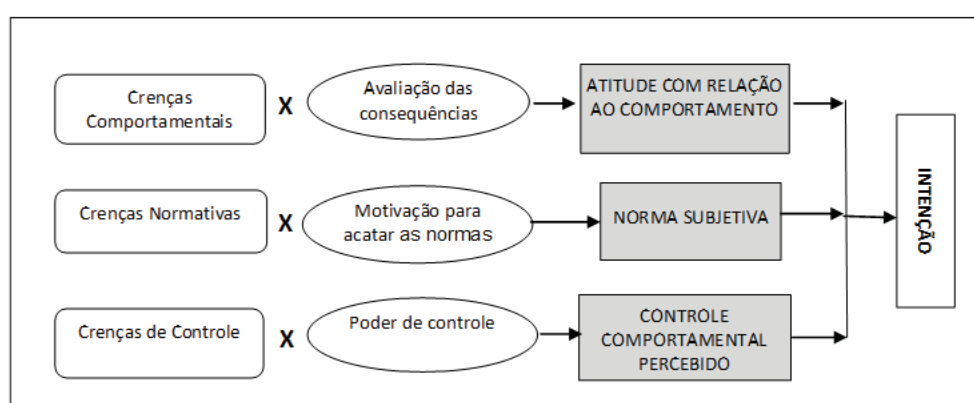 Crenças
Comportamentais
X
Avaliação das
consequências
ATITUDE COM RELAÇÃO
AO COMPORTAMENTO
Crenças Normativas
X
Motivação para
acatar as normas
NORMA SUBJETIVA
Crenças de Controle
X
Poder de controle
CONTROLE
COMPORTAMENTAL
PERCEBIDO
INTENÇÃO